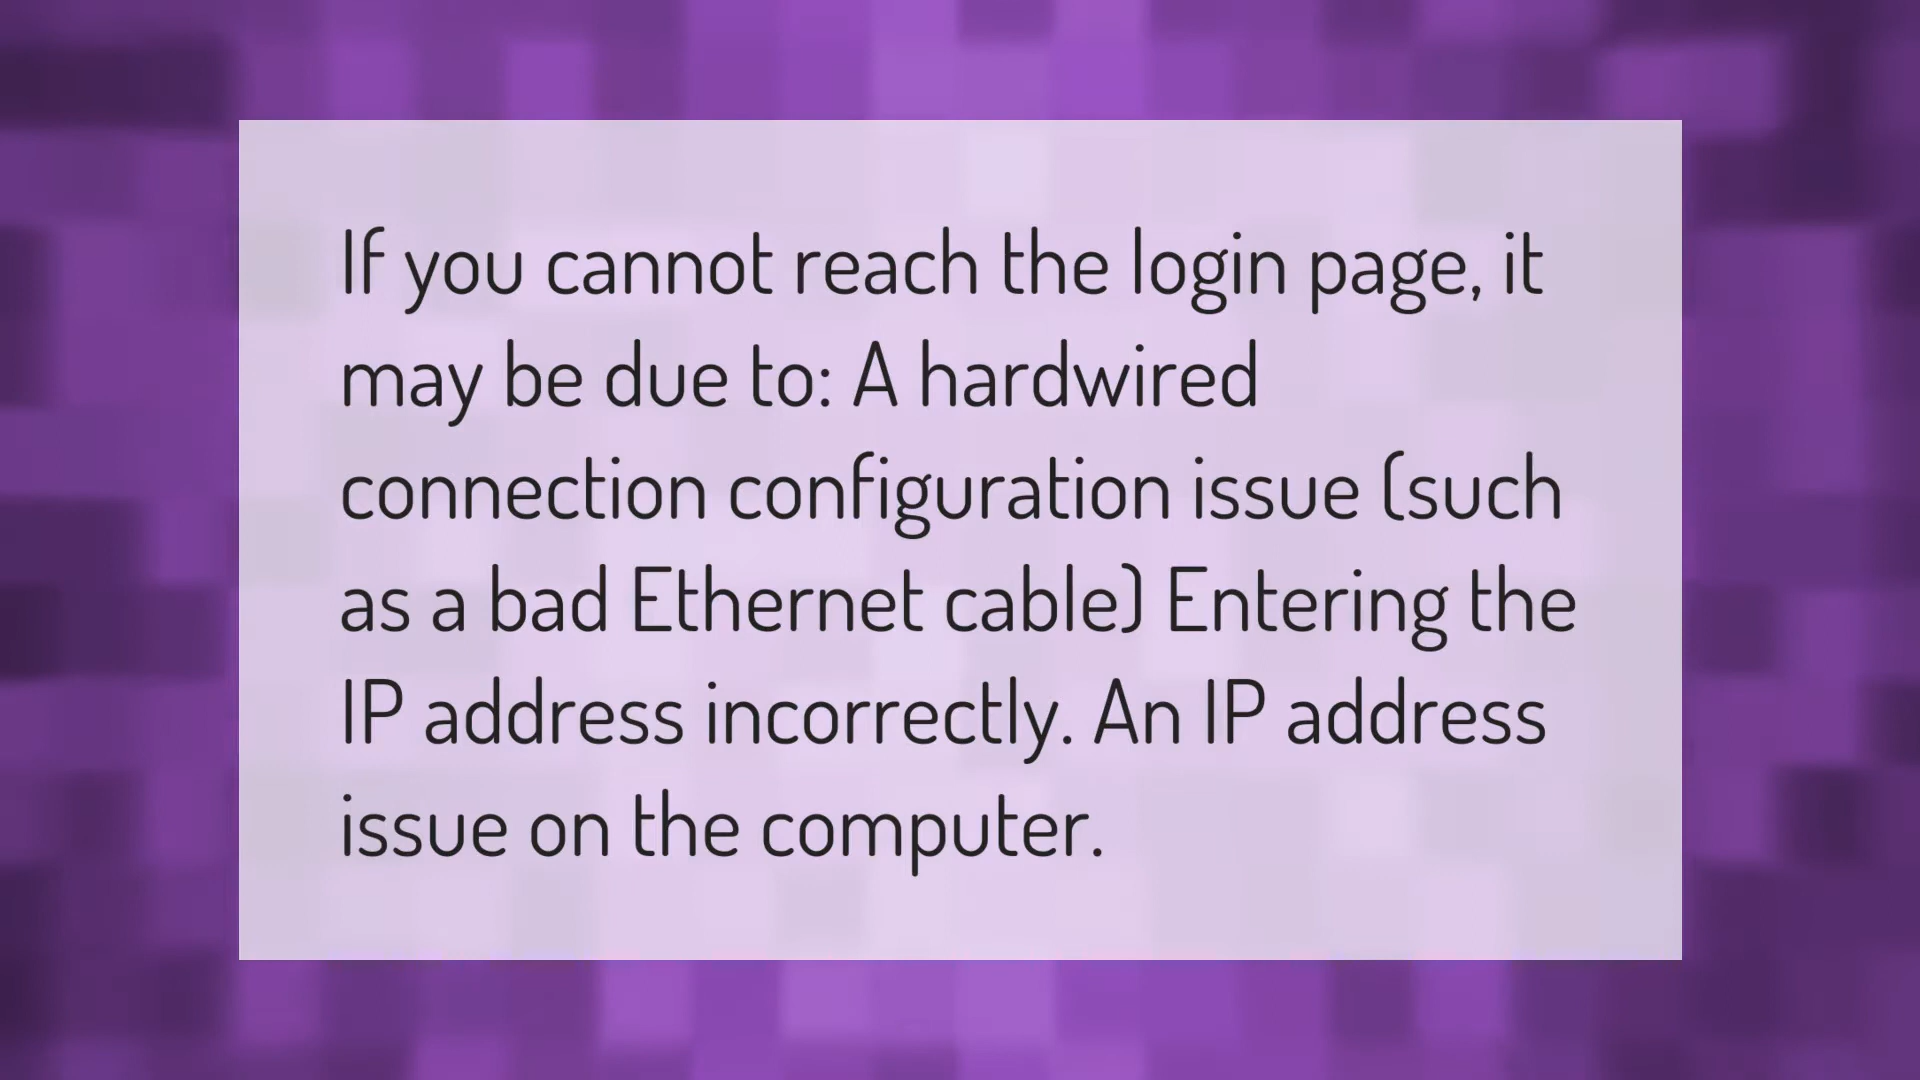 If you cannot reach the login page, it
may be due to: A hardwired
connection configuration issue (such
as a bad Ethernet cable) Entering the
IP address incorrectly. An IP address
issue on the computer.